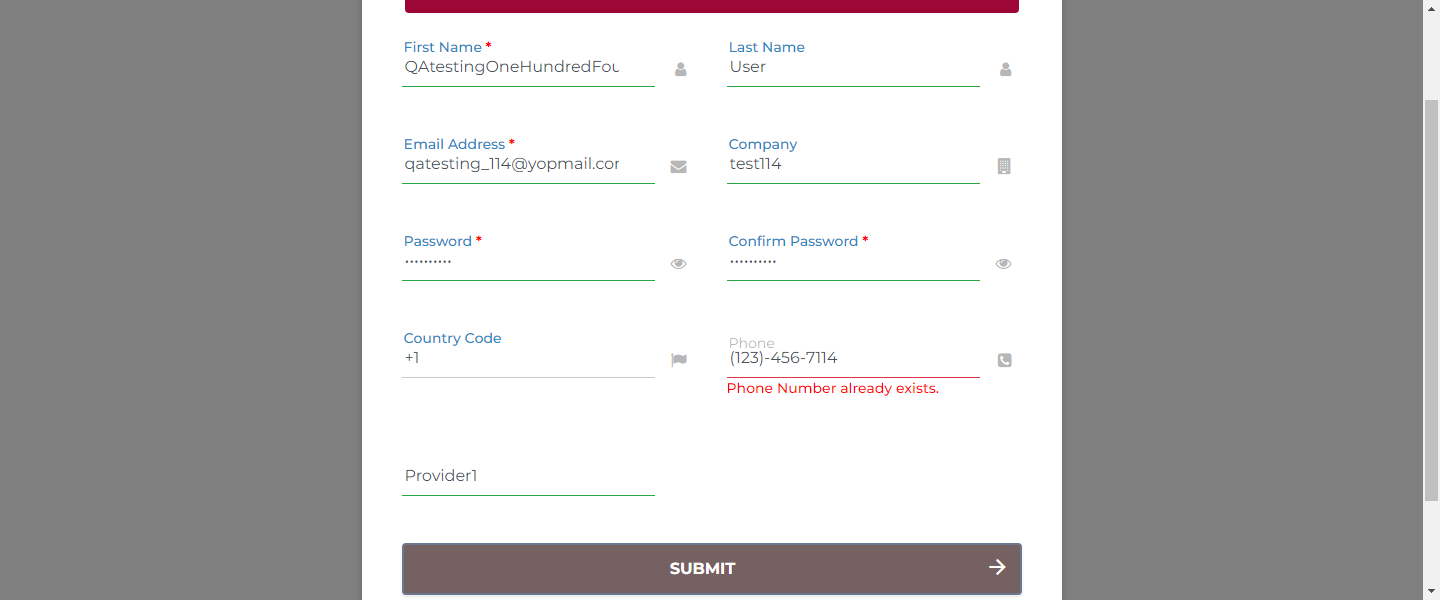 First Name *
Last Name
QAtestingOneHundredFou
User
Email Address *
Company
qatesting_114@yopmail.cor
test114
Password *
Confirm Password *
Country Code
Phone
+1
(123)-456-7114
Phone Number already exists.
Provider1
SUBMIT